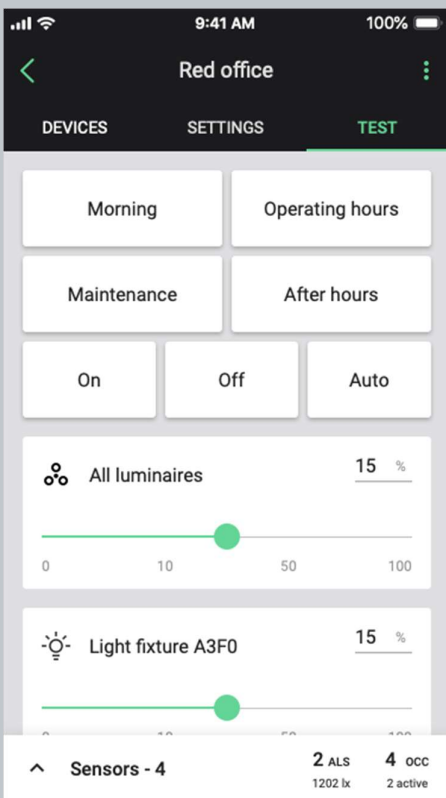 9:41 AM 100%
Red office
DEVICES SETTINGS TEST
Morning Operating hours
Maintenance After hours
On Off Auto
All luminaires 15 %
0 10 50 100
Light fixture A3F0 15 %
Sensors - 4 2 ALS 4 OCC
1202 lx 2 active